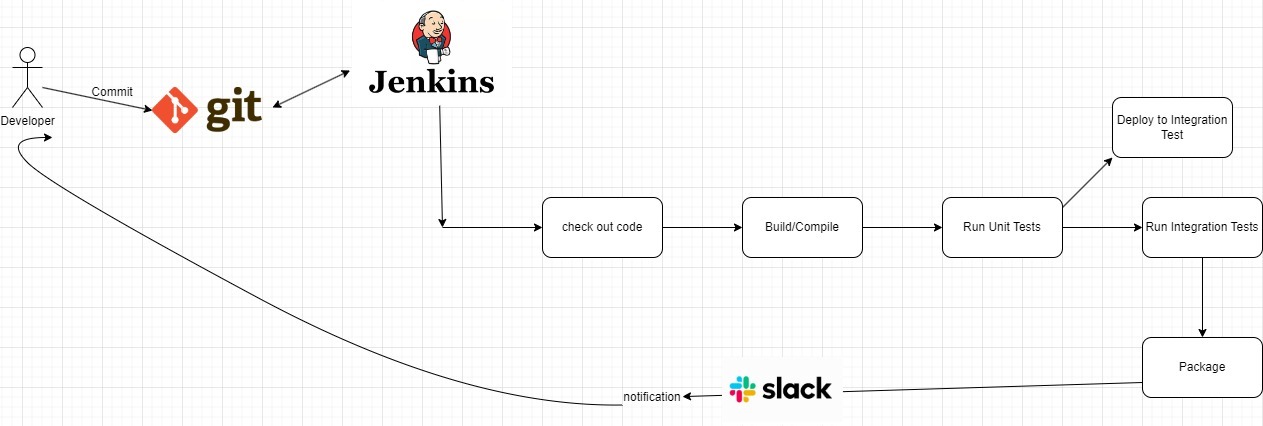 Jenkins
Commit
git
Developer
Deploy to Integration
Test
check out code
Build/Compile
Run Unit Tests
Run Integration Tests
Package
slack
notification